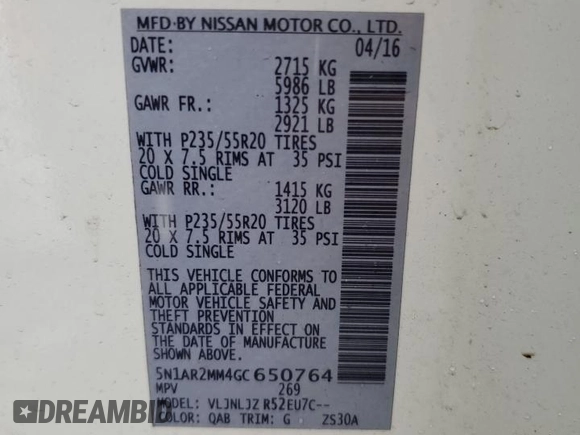 MFD·BY NISSAN MOTOR CO., LTD.
DATE: 04/16
GVWR: 2715 KG
5986 LB
GAWR FR.: 1325 KG
2921 LB
WITH P235/55R20 TIRES
20 X 7.5 RIMS AT 35 PSI
COLD SINGLE
GAWR RR.: 1415 KG
3120 LB
WITH P235/55R20 TIRES
20 X 7.5 RIMS AT 35 PSI
COLD SINGLE
THIS VEHICLE CONFORMS TO
ALL APPLICABLE FEDERAL
MOTOR VEHICLE SAFETY AND
THEFT PREVENTION
STANDARDS IN EFFECT ON
THE DATE OF MANUFACTURE
SHOWN ABOVE.
5N1AR2MM4GC650764
MPV 269
MODEL: VLJNLJZ R52EU7C--
COLOR: QAB TRIM: G ZS30A
©BIDINFO